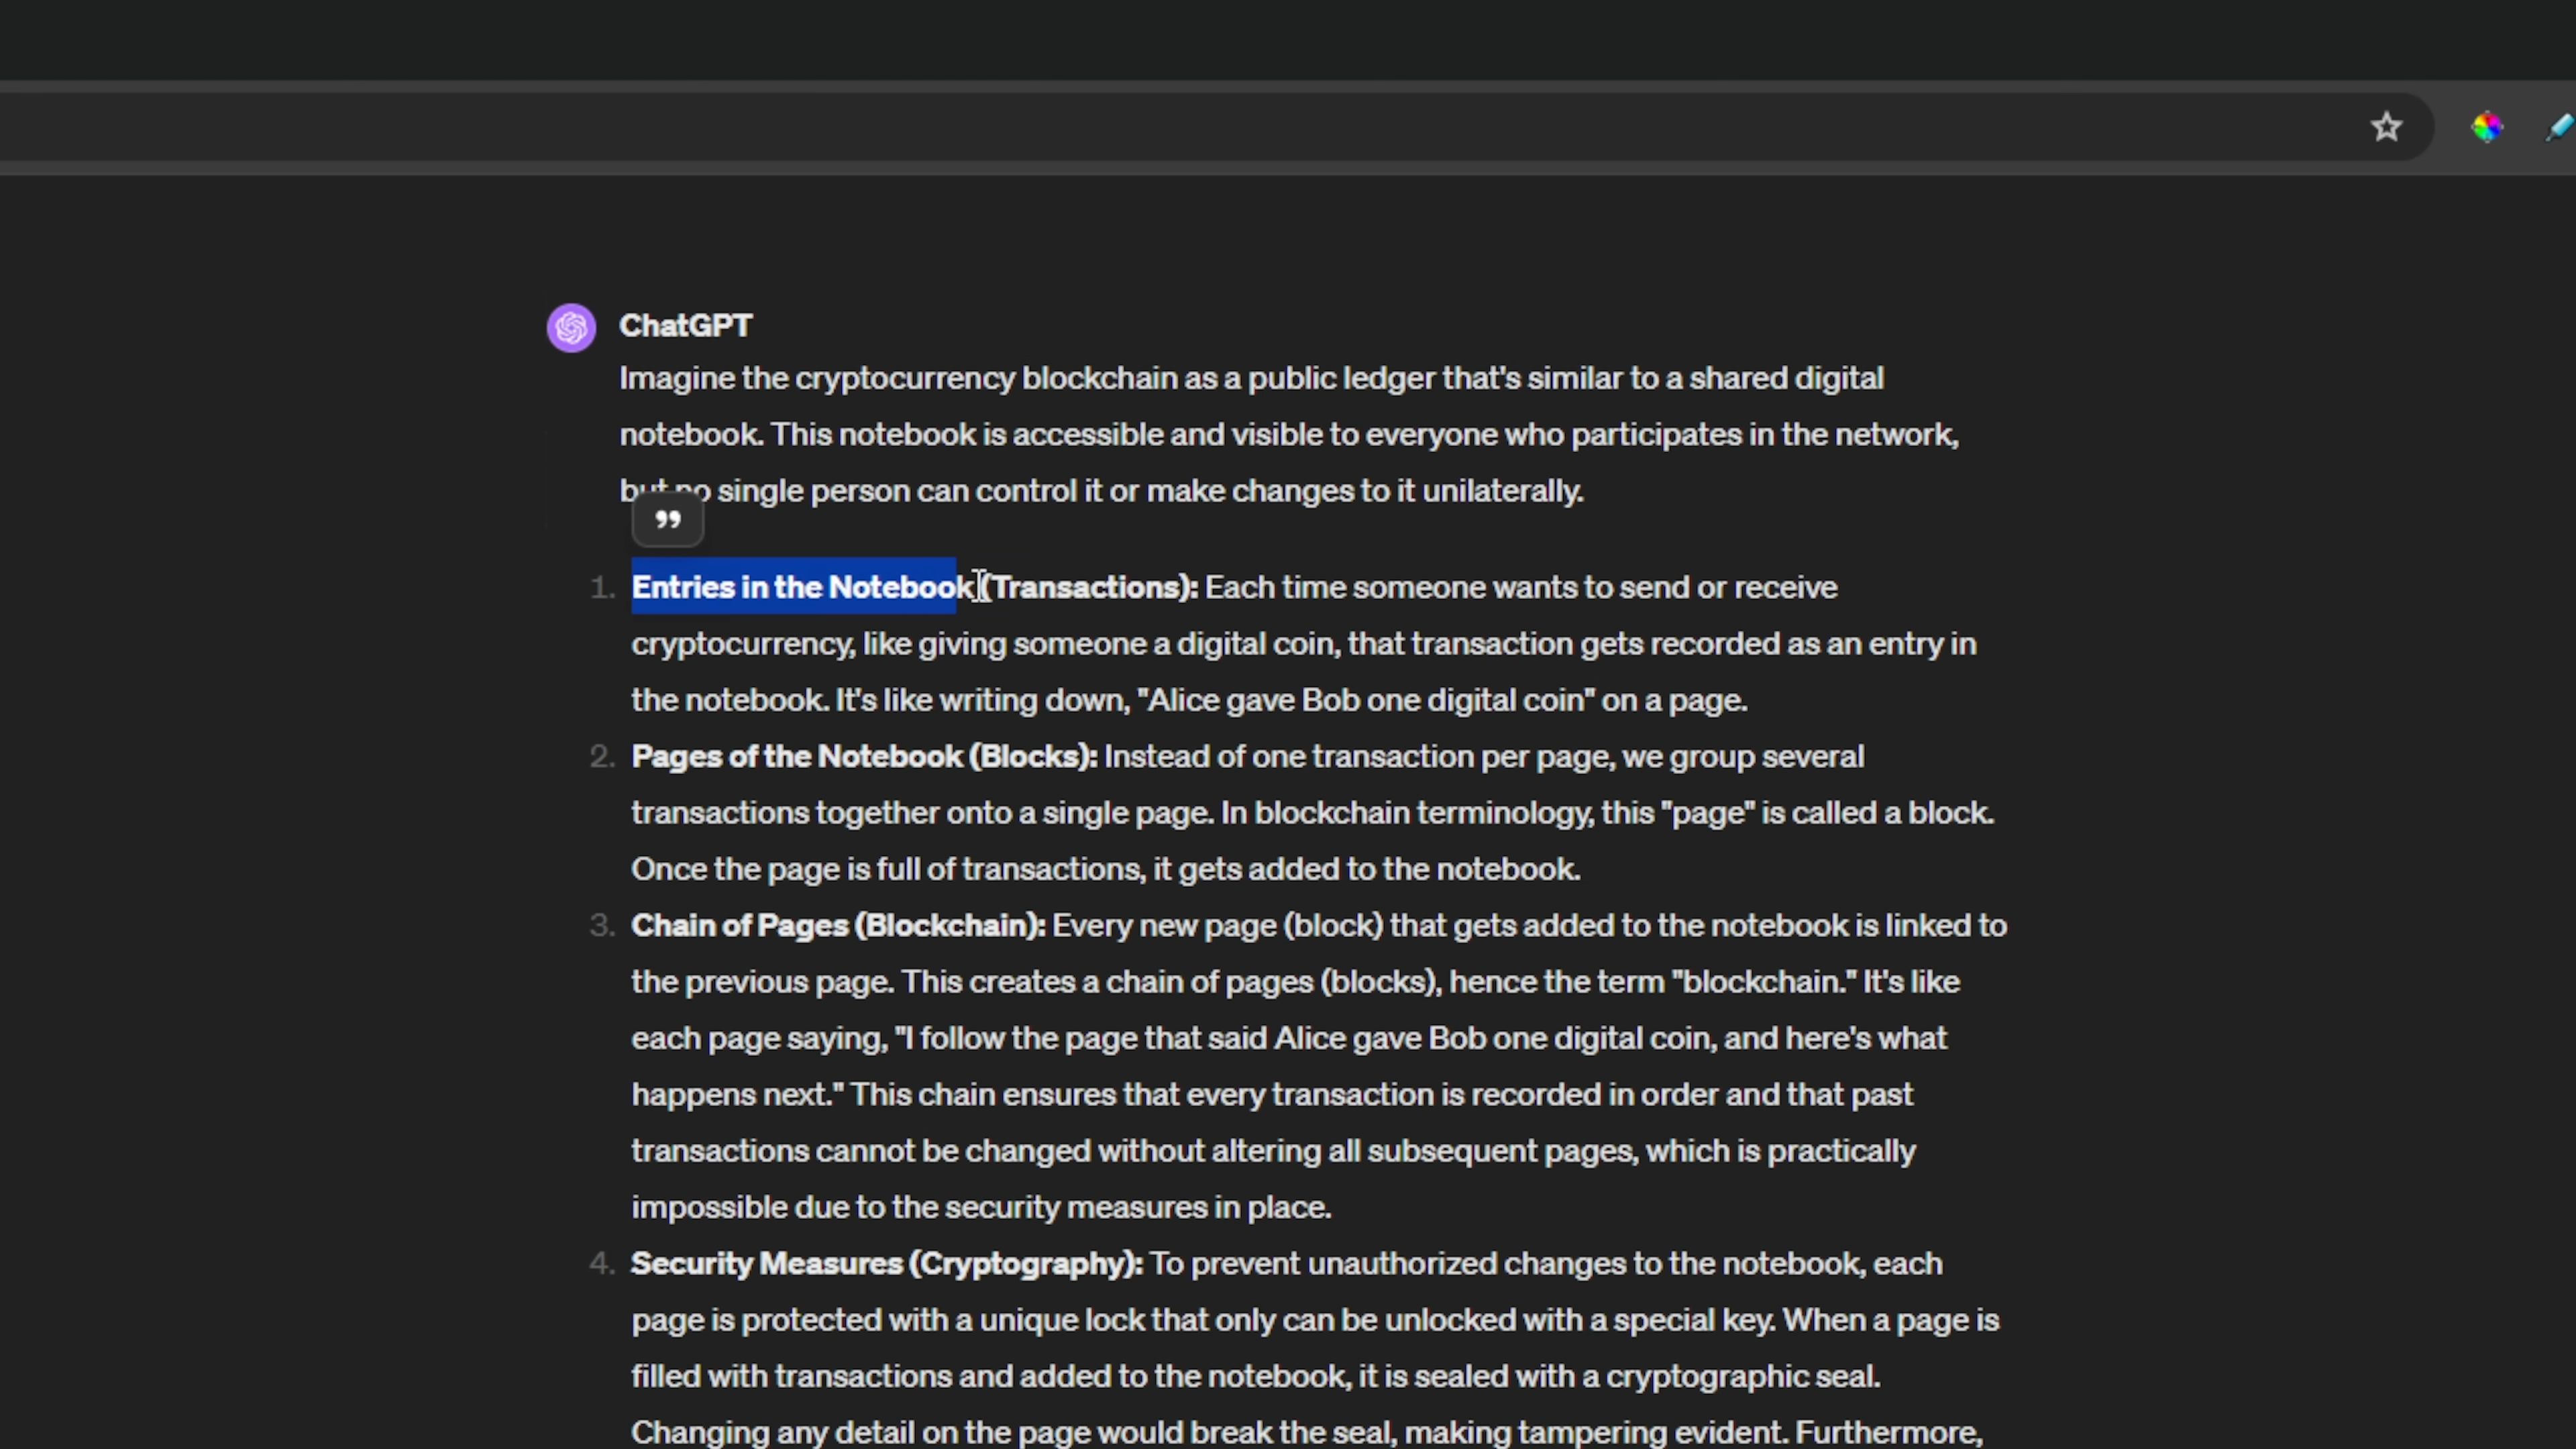 ChatGPT
Imagine the cryptocurrency blockchain as a public ledger that's similar to a shared digital
notebook. This notebook is accessible and visible to everyone who participates in the network,
but no single person can control it or make changes to it unilaterally.
1. Entries in the Notebook (Transactions): Each time someone wants to send or receive
cryptocurrency, like giving someone a digital coin, that transaction gets recorded as an entry in
the notebook. It's like writing down, "Alice gave Bob one digital coin" on a page.
2. Pages of the Notebook (Blocks): Instead of one transaction per page, we group several
transactions together onto a single page. In blockchain terminology, this "page" is called a block.
Once the page is full of transactions, it gets added to the notebook.
3. Chain of Pages (Blockchain): Every new page (block) that gets added to the notebook is linked to
the previous page. This creates a chain of pages (blocks), hence the term "blockchain." It's like
each page saying, "I follow the page that said Alice gave Bob one digital coin, and here's what
happens next." This chain ensures that every transaction is recorded in order and that past
transactions cannot be changed without altering all subsequent pages, which is practically
impossible due to the security measures in place.
4. Security Measures (Cryptography): To prevent unauthorized changes to the notebook, each
page is protected with a unique lock that only can be unlocked with a special key. When a page is
filled with transactions and added to the notebook, it is sealed with a cryptographic seal.
Changing any detail on the page would break the seal, making tampering evident. Furthermore,